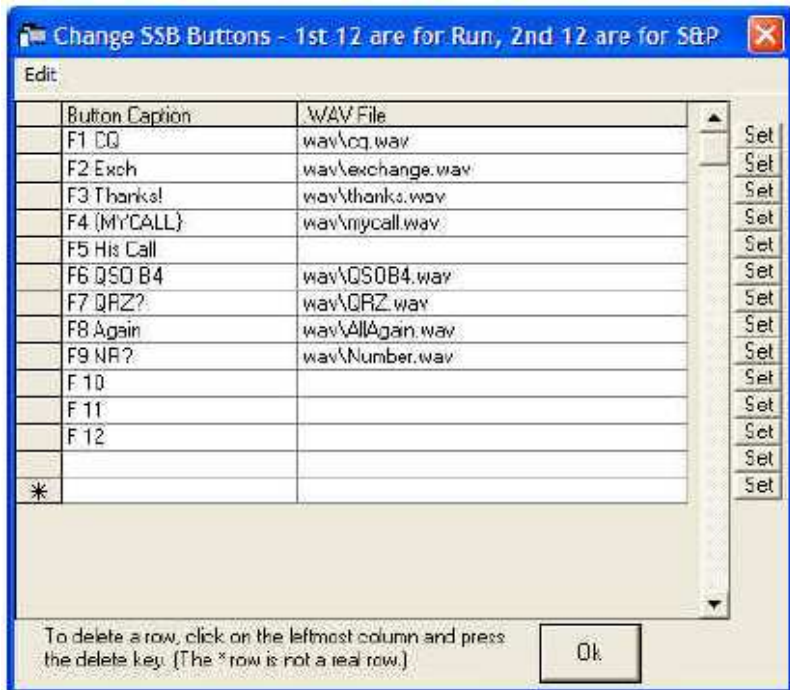 Change SSB Buttons - 1st 12 are for Run, 2nd 12 are for S&P
Edit
Button Caption .WAV File
F1 CQ wav\cq.wav Set
F2 Exch wav\exchange.wav Set
F3 Thanks! wav\thanks.wav Set
F4 {MYCALL} wav\mycall.wav Set
F5 His Call Set
F6 QSO B4 wav\QSOB4.wav Set
F7 QRZ? wav\QRZ.wav Set
F8 Again wav\AllAgain.wav Set
F9 NR? wav\Number.wav Set
F 10 Set
F 11 Set
F 12 Set
Set
* Set
To delete a row, click on the leftmost column and press
the delete key. (The * row is not a real row.)
Ok